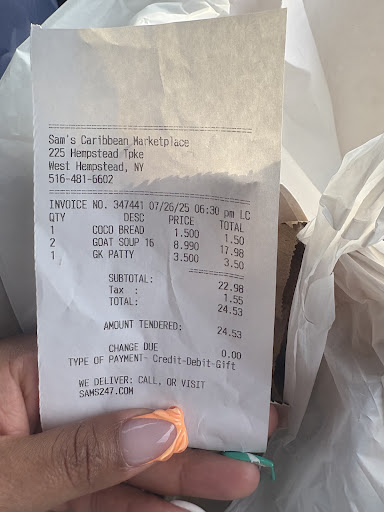 Sam's Caribbean Marketplace
225 Hempstead Tpke
West Hempstead, NY
516-481-6602
INVOICE NO. 347441 07/26/25 06:30 pm LC
QTY DESC PRICE TOTAL
1 COCO BREAD 1.500 1.50
2 GOAT SOUP 16 8.990 17.98
1 GK PATTY 3.500 3.50
SUBTOTAL: 22.98
Tax : 1.55
TOTAL: 24.53
AMOUNT TENDERED: 24.53
CHANGE DUE 0.00
TYPE OF PAYMENT- Credit-Debit-Gift
WE DELIVER: CALL, OR VISIT
SAMS247.COM